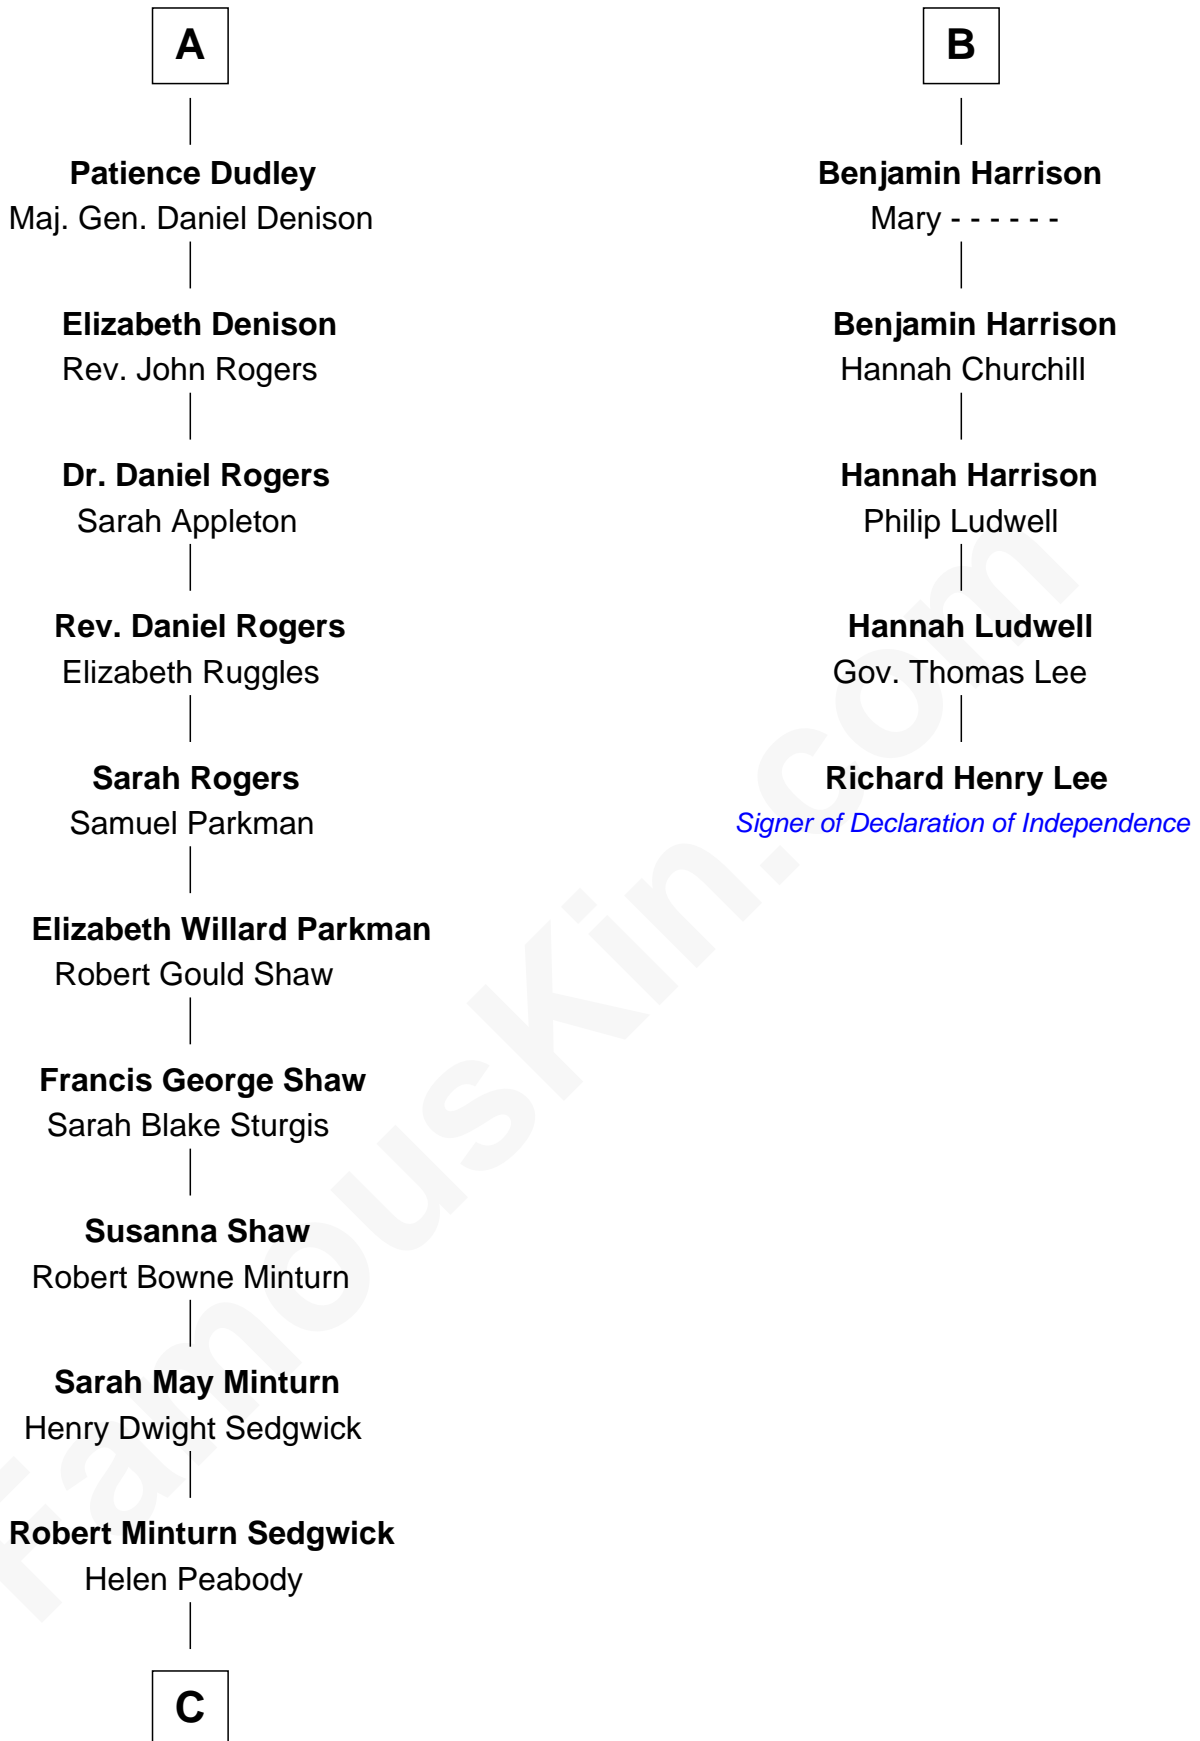 A
Patience Dudley
Maj. Gen. Daniel Denison
Elizabeth Denison
Rev. John Rogers
Dr. Daniel Rogers
Sarah Appleton
Rev. Daniel Rogers
Elizabeth Ruggles
Sarah Rogers
Samuel Parkman
Elizabeth Willard Parkman
Robert Gould Shaw
Francis George Shaw
Sarah Blake Sturgis
Susanna Shaw
Robert Bowne Minturn
Sarah May Minturn
Henry Dwight Sedgwick
Robert Minturn Sedgwick
Helen Peabody
C
B
Benjamin Harrison
Mary - - - - - -
Benjamin Harrison
Hannah Churchill
Hannah Harrison
Philip Ludwell
Hannah Ludwell
Gov. Thomas Lee
Richard Henry Lee
Signer of Declaration of Independence
FamousKin.com